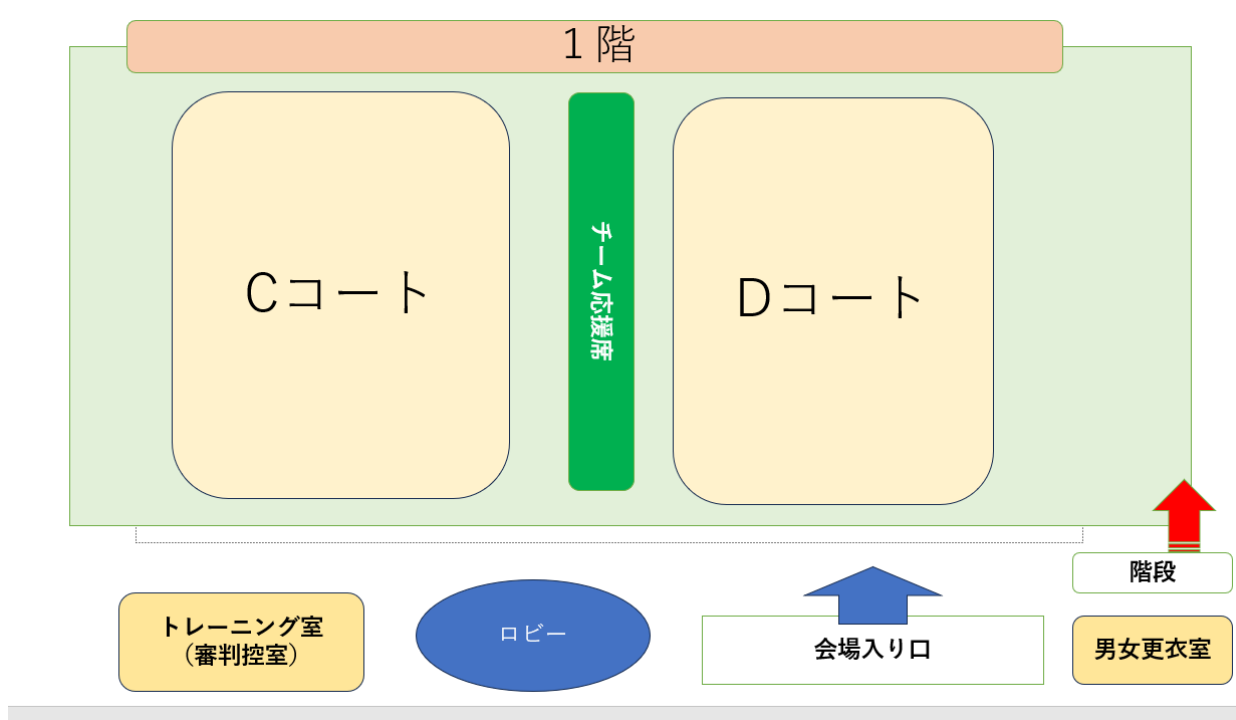 １階
Cコート
チーム応援席
Dコート
階段
トレーニング室
（審判控室）
ロビー
会場入り口
男女更衣室